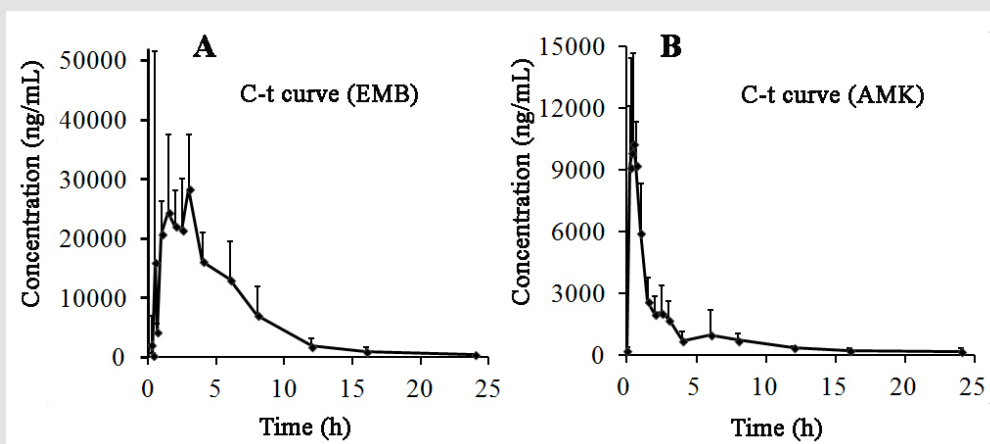 A
C-t curve (EMB)
Concentration (ng/mL)
50000
40000
30000
20000
10000
0
0 5 10 15 20 25
Time (h)
B
C-t curve (AMK)
Concentration (ng/mL)
15000
12000
9000
6000
3000
0
0 5 10 15 20 25
Time (h)